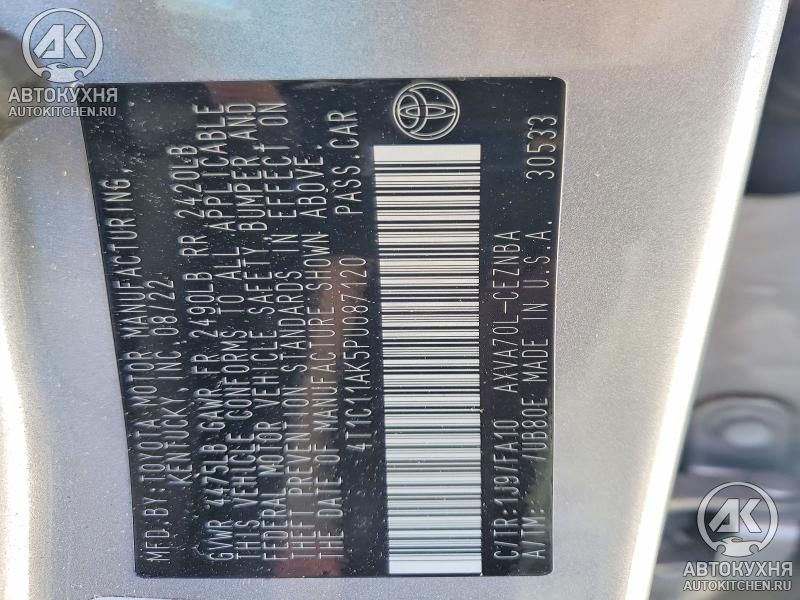 АВТОКУХНЯ
AUTOKITCHEN.RU
MFD.BY:TOYOTA MOTOR MANUFACTURING,
KENTUCKY INC.08/22
GVWR 4475LB GAWR FR 2490LB RR 2420LB
THIS VEHICLE CONFORMS TO ALL APPLICABLE
FEDERAL MOTOR VEHICLE SAFETY, BUMPER, AND
THEFT PREVENTION STANDARDS IN EFFECT ON
THE DATE OF MANUFACTURE SHOWN ABOVE.
4T1C11AK5PU087120 PASS.CAR
C/TR:1J9/FA10 AXVA70L-CEZNBA
A/TM: /UB80E MADE IN U.S.A. 30533
АВТОКУХНЯ
AUTOKITCHEN.RU